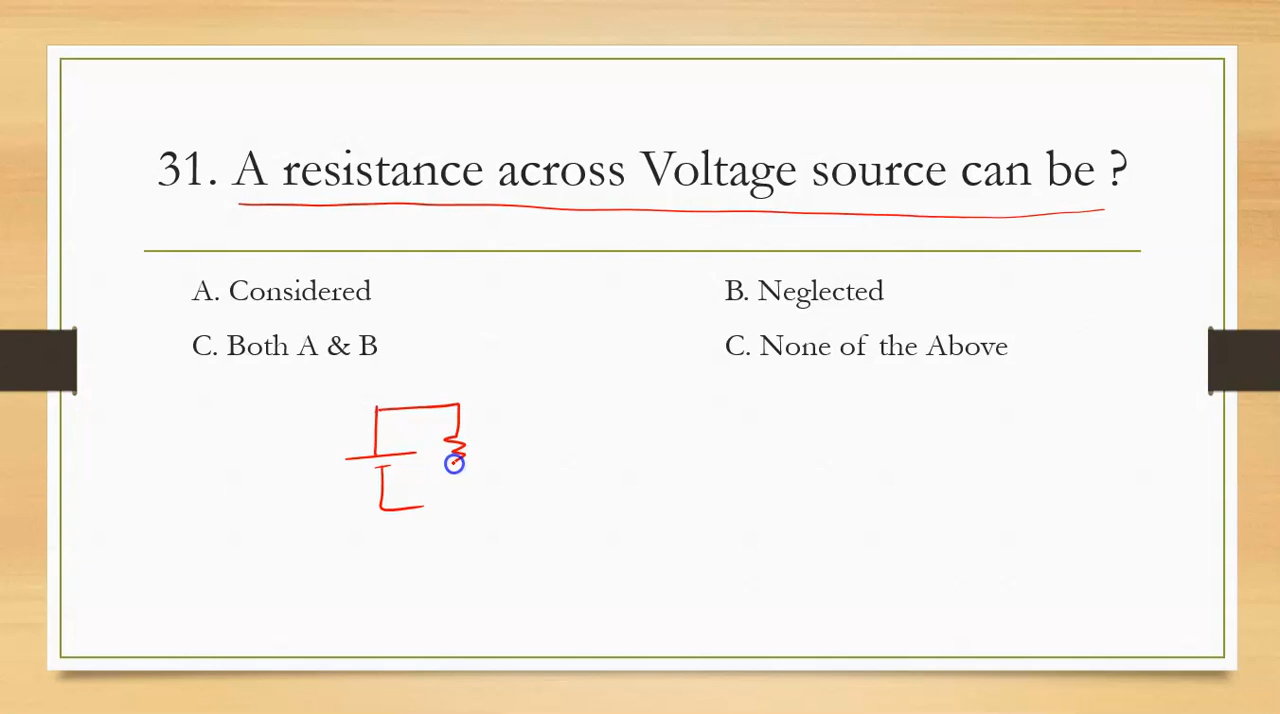 31. A resistance across Voltage source can be ?
A. Considered
B. Neglected
C. Both A & B
C. None of the Above